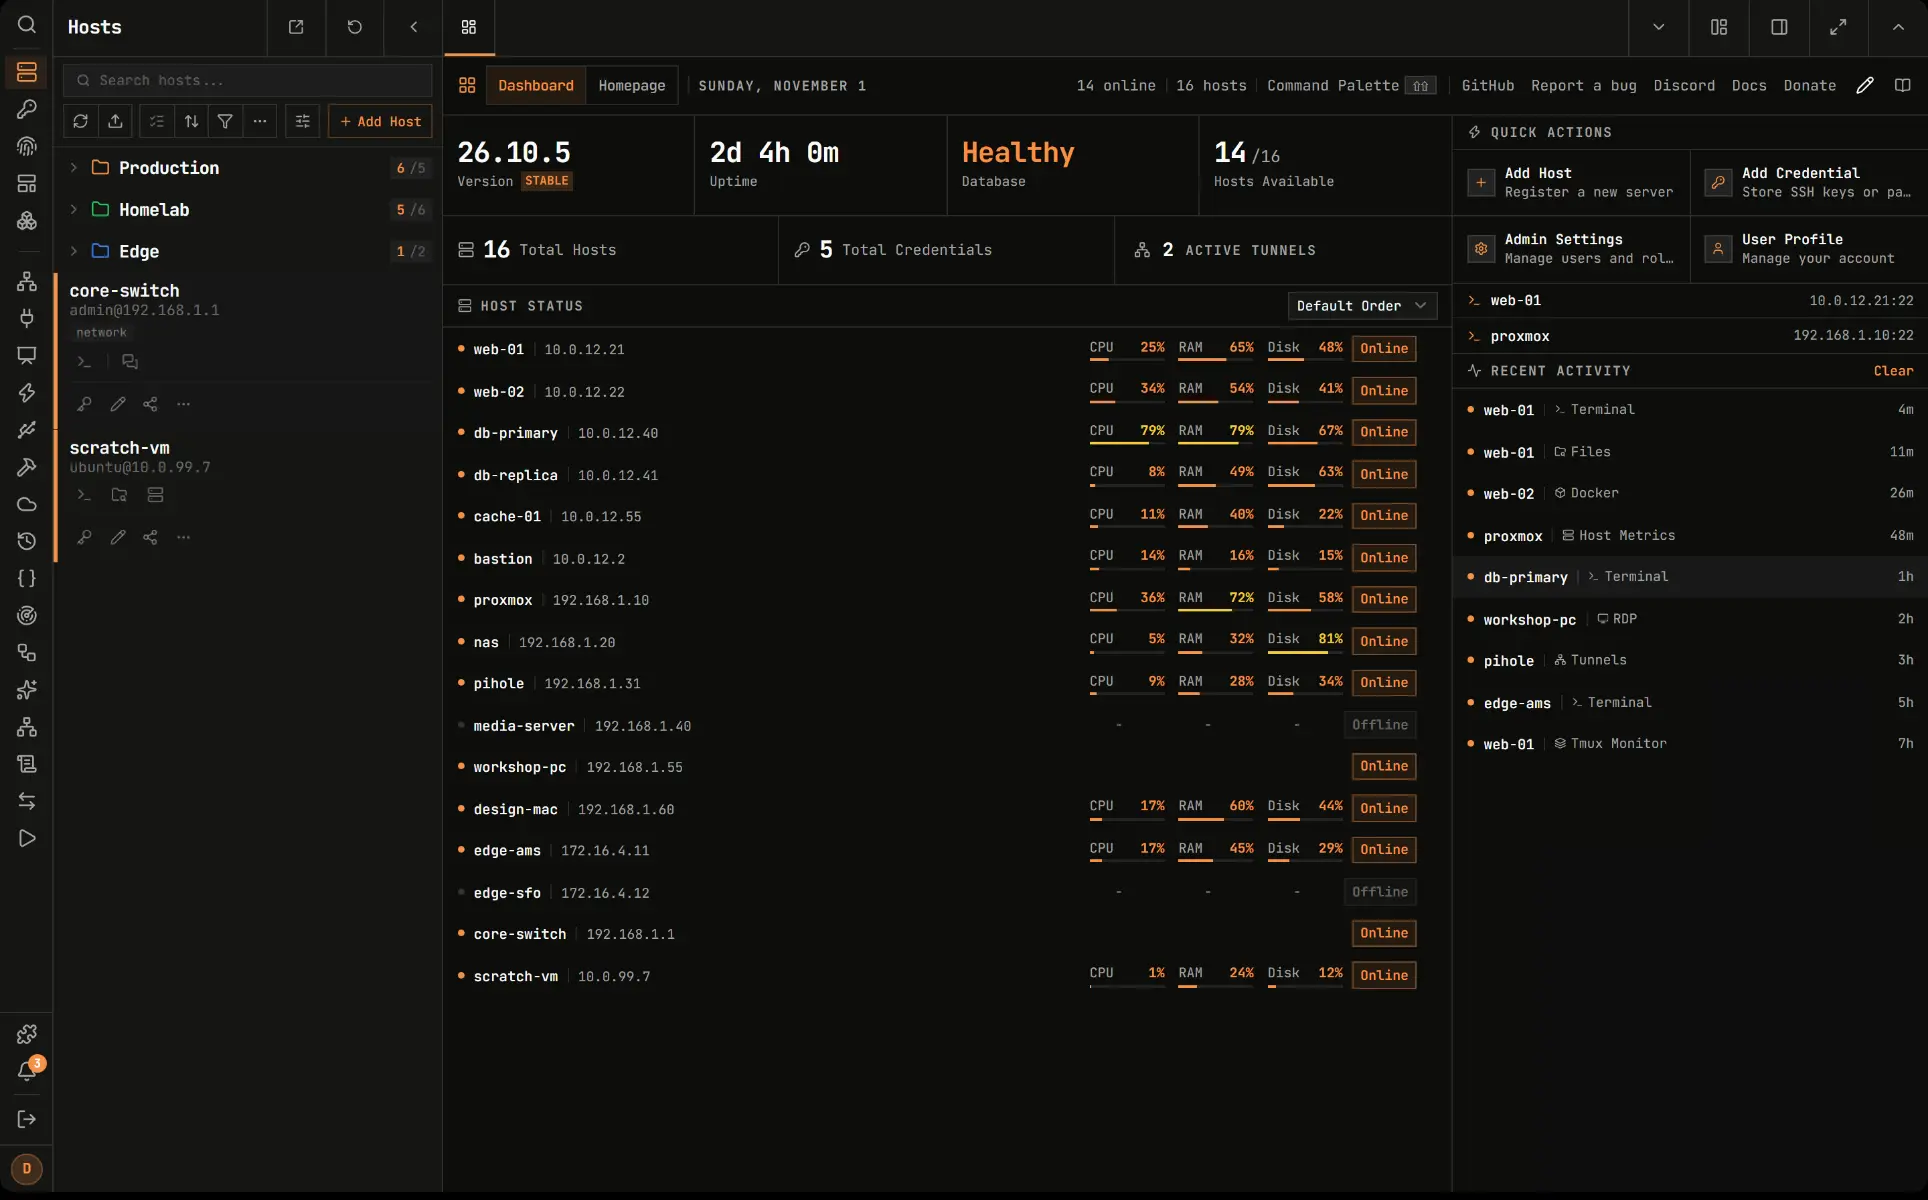 Hosts
Search hosts...
+ Add Host
Production 6/5
Homelab 5/6
Edge 1/2
core-switch
admin@192.168.1.1
network
scratch-vm
ubuntu@10.0.99.7
3
D
Dashboard Homepage SUNDAY, NOVEMBER 1 14 online 16 hosts Command Palette ⇧⇧ GitHub Report a bug Discord Docs Donate
26.10.5
Version STABLE
2d 4h 0m
Uptime
Healthy
Database
14/16
Hosts Available
16 Total Hosts
5 Total Credentials
2 ACTIVE TUNNELS
HOST STATUS Default Order
web-01 10.0.12.21 CPU 25% RAM 65% Disk 48% Online
web-02 10.0.12.22 CPU 34% RAM 54% Disk 41% Online
db-primary 10.0.12.40 CPU 79% RAM 79% Disk 67% Online
db-replica 10.0.12.41 CPU 8% RAM 49% Disk 63% Online
cache-01 10.0.12.55 CPU 11% RAM 40% Disk 22% Online
bastion 10.0.12.2 CPU 14% RAM 16% Disk 15% Online
proxmox 192.168.1.10 CPU 36% RAM 72% Disk 58% Online
nas 192.168.1.20 CPU 5% RAM 32% Disk 81% Online
pihole 192.168.1.31 CPU 9% RAM 28% Disk 34% Online
media-server 192.168.1.40 - - - Offline
workshop-pc 192.168.1.55 Online
design-mac 192.168.1.60 CPU 17% RAM 60% Disk 44% Online
edge-ams 172.16.4.11 CPU 17% RAM 45% Disk 29% Online
edge-sfo 172.16.4.12 - - - Offline
core-switch 192.168.1.1 Online
scratch-vm 10.0.99.7 CPU 1% RAM 24% Disk 12% Online
QUICK ACTIONS
Add Host
Register a new server
Add Credential
Store SSH keys or pa…
Admin Settings
Manage users and rol…
User Profile
Manage your account
web-01 10.0.12.21:22
proxmox 192.168.1.10:22
RECENT ACTIVITY Clear
web-01 Terminal 4m
web-01 Files 11m
web-02 Docker 26m
proxmox Host Metrics 48m
db-primary Terminal 1h
workshop-pc RDP 2h
pihole Tunnels 3h
edge-ams Terminal 5h
web-01 Tmux Monitor 7h